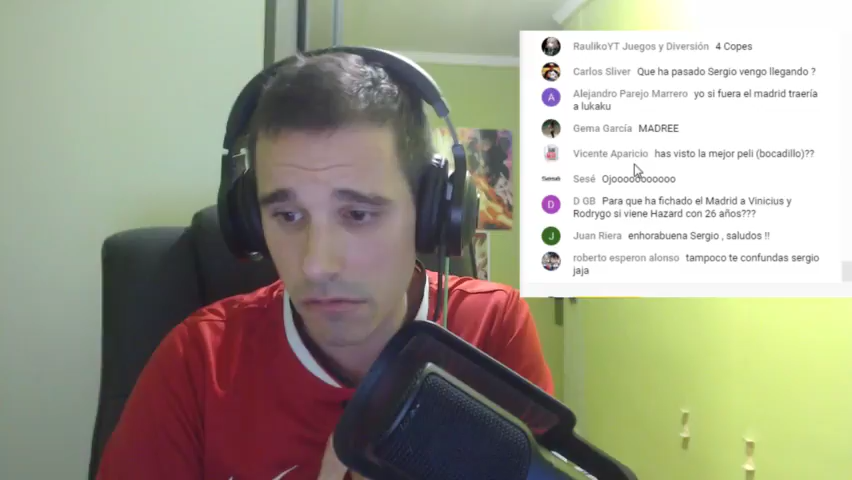 RaulikoYT Juegos y Diversión 4 Copes
Carlos Sliver Que ha pasado Sergio vengo llegando ?
A Alejandro Parejo Marrero yo si fuera el madrid traería
a lukaku
Gema García MADREE
Vicente Aparicio has visto la mejor peli (bocadillo)??
Sesé Sesé Ojooooooooooo
D D GB Para que ha fichado el Madrid a Vinicius y
Rodrygo si viene Hazard con 26 años???
J Juan Riera enhorabuena Sergio , saludos !!
roberto esperon alonso tampoco te confundas sergio
jaja